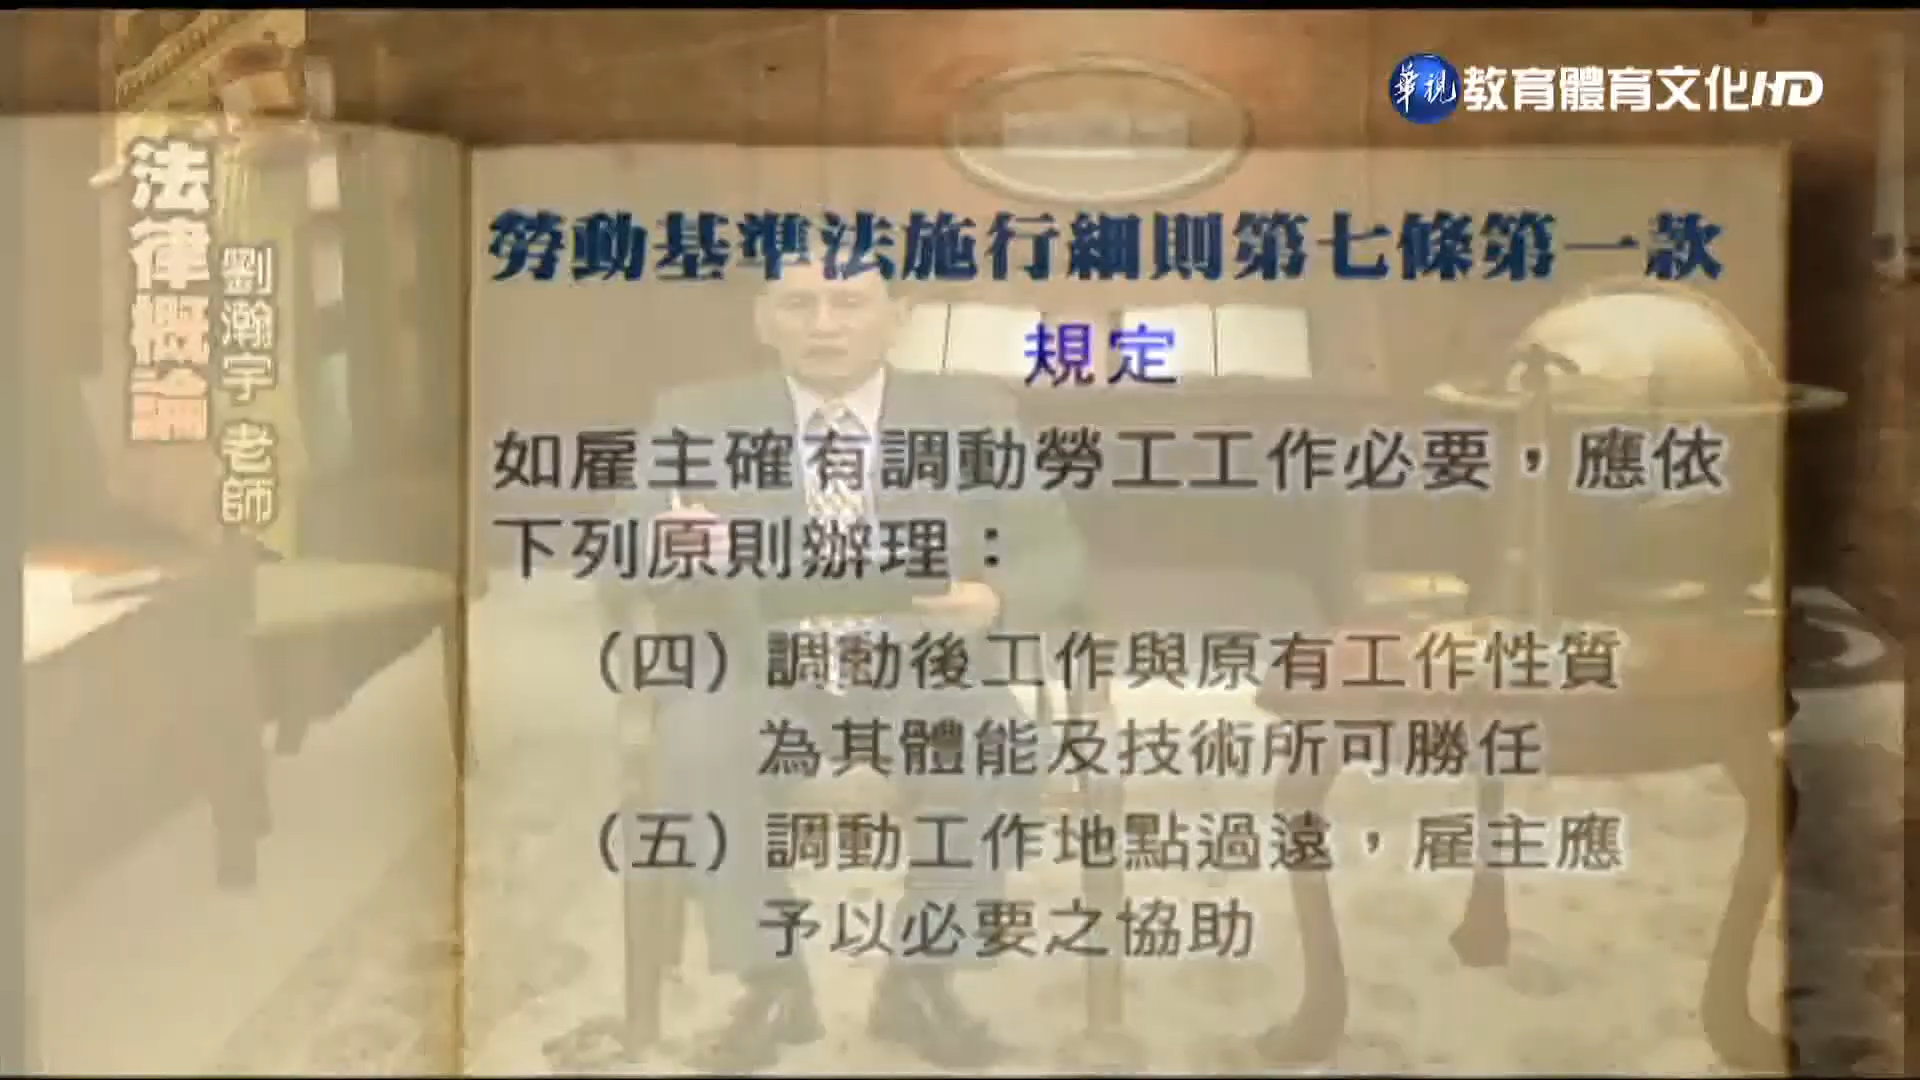 華視 教育體育文化HD
法律概論
劉瀚宇 老師
勞動基準法施行細則第七條第一款
規定
如雇主確有調動勞工工作必要，應依
下列原則辦理：
（四）調動後工作與原有工作性質
為其體能及技術所可勝任
（五）調動工作地點過遠，雇主應
予以必要之協助